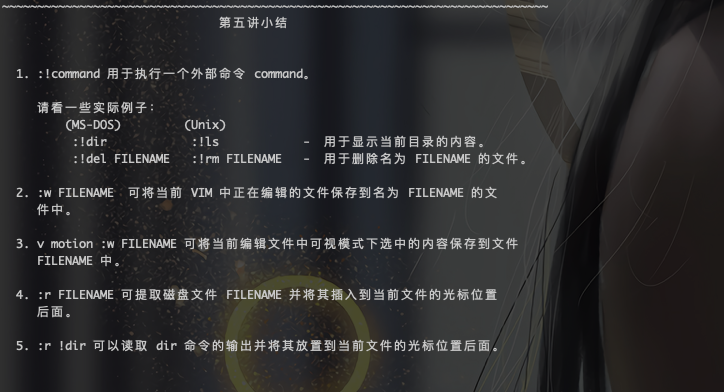 ~~~~~~~~~~~~~~~~~~~~~~~~~~~~~~~~~~~~~~~~~~~~~~~~~~~~~~~~~~~~~~~~~~~~~~~~~~~~~~
第五讲小结
1. :!command 用于执行一个外部命令 command。
请看一些实际例子：
(MS-DOS) (Unix)
:!dir :!ls - 用于显示当前目录的内容。
:!del FILENAME :!rm FILENAME - 用于删除名为 FILENAME 的文件。
2. :w FILENAME 可将当前 VIM 中正在编辑的文件保存到名为 FILENAME 的文
件中。
3. v motion :w FILENAME 可将当前编辑文件中可视模式下选中的内容保存到文件
FILENAME 中。
4. :r FILENAME 可提取磁盘文件 FILENAME 并将其插入到当前文件的光标位置
后面。
5. :r !dir 可以读取 dir 命令的输出并将其放置到当前文件的光标位置后面。